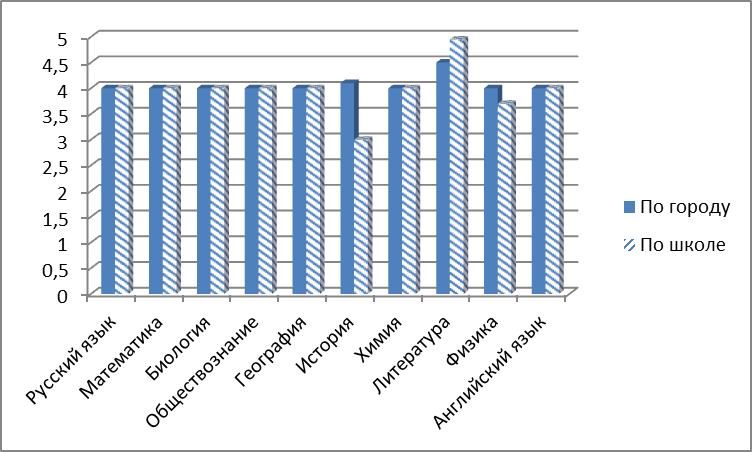 5
4,5
4
3,5
3
2,5
2
1,5
1
0,5
0
Русский язык
Математика
Биология
Обществознание
География
История
Химия
Литература
Физика
Английский язык
По городу
По школе